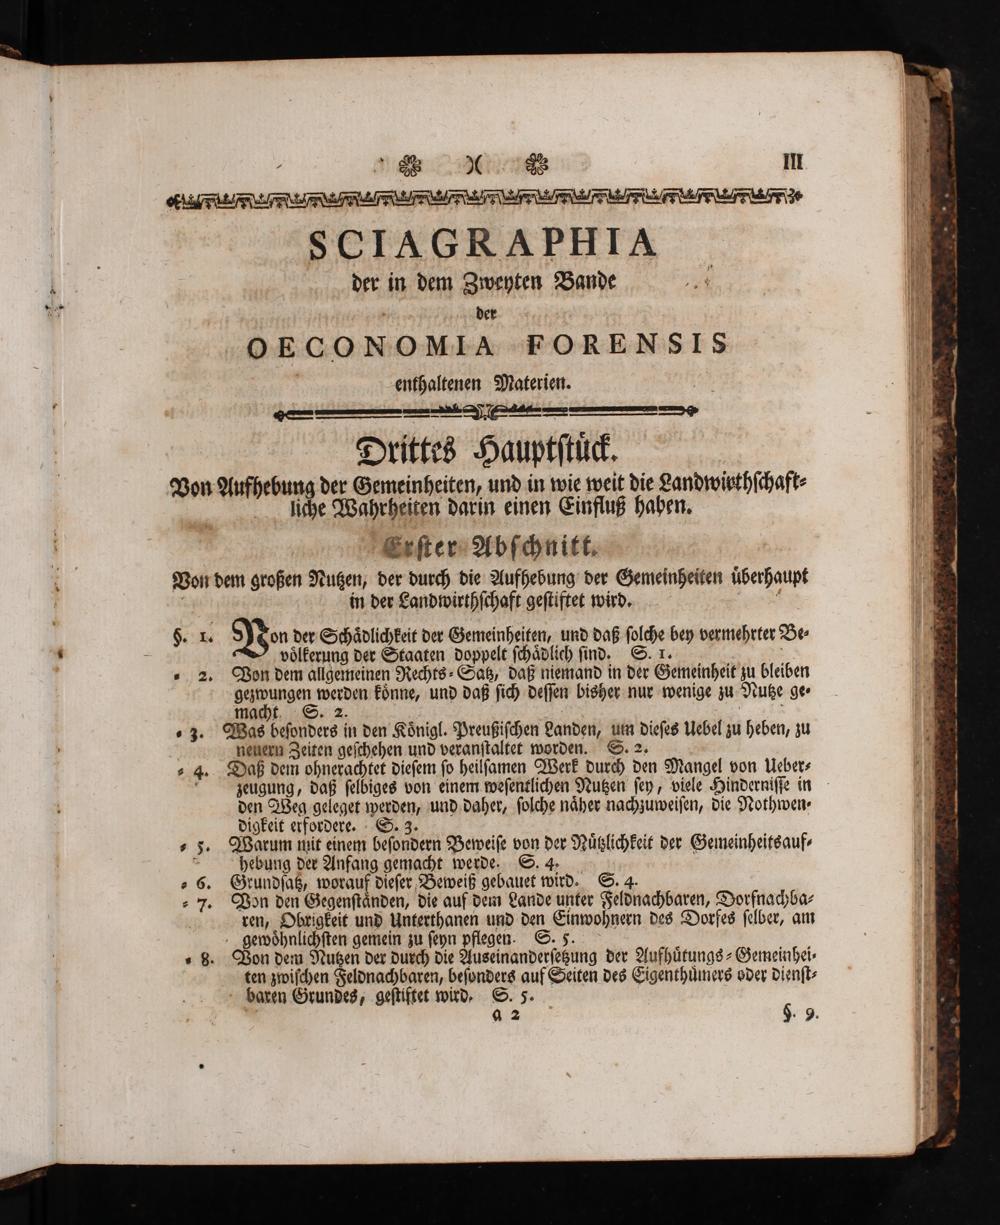 III
SCIAGRAPHIA
der in dem Zweyten Bande
der
OECONOMIA FORENSIS
enthaltenen Materien.
Drittes Hauptſtück.
Von Aufhebung der Gemeinheiten, und in wie weit die Landwirthſchaft-
liche Wahrheiten darin einen Einfluß haben.
Erſter Abſchnitt.
Von dem großen Nutzen, der durch die Aufhebung der Gemeinheiten überhaupt
in der Landwirthſchaft geſtiftet wird.
§. 1. Von der Schädlichkeit der Gemeinheiten, und daß ſolche bey vermehrter Be-
völkerung der Staaten doppelt ſchädlich ſind. S. 1.
- 2. Von dem allgemeinen Rechts-Satz, daß niemand in der Gemeinheit zu bleiben
gezwungen werden könne, und daß ſich deſſen bisher nur wenige zu Nutze ge-
macht S. 2.
- 3. Was beſonders in den Königl. Preußiſchen Landen, um dieſes Uebel zu heben, zu
neuern Zeiten geſchehen und veranſtaltet worden. S. 2.
- 4. Daß dem ohnerachtet dieſem ſo heilſamen Werk durch den Mangel von Ueber-
zeugung, daß ſelbiges von einem weſentlichen Nutzen ſey, viele Hinderniſſe in
den Weg geleget werden, und daher, ſolche näher nachzuweiſen, die Nothwen-
digkeit erfordere. S. 3.
- 5. Warum mit einem beſondern Beweiſe von der Nützlichkeit der Gemeinheitsauf-
hebung der Anfang gemacht werde. S. 4.
- 6. Grundſatz, worauf dieſer Beweiß gebauet wird. S. 4.
- 7. Von den Gegenſtänden, die auf dem Lande unter Feldnachbaren, Dorfnachba-
ren, Obrigkeit und Unterthanen und den Einwohnern des Dorfes ſelber, am
gewöhnlichſten gemein zu ſeyn pflegen. S. 5.
- 8. Von dem Nutzen der durch die Auseinanderſetzung der Aufhütungs-Gemeinhei-
ten zwiſchen Feldnachbaren, beſonders auf Seiten des Eigenthümers oder dienſt-
baren Grundes, geſtiftet wird. S. 5.
a 2 §. 9.